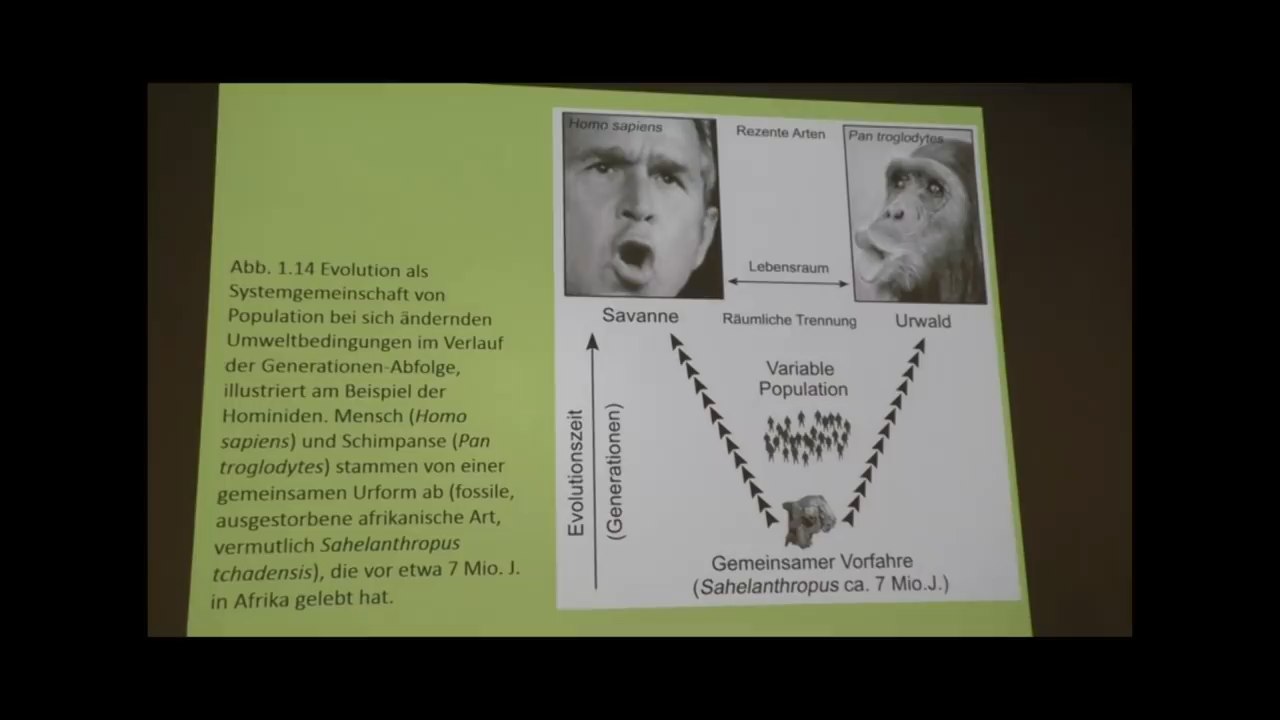 Abb. 1.14 Evolution als
Systemgemeinschaft von
Population bei sich ändernden
Umweltbedingungen im Verlauf
der Generationen-Abfolge,
illustriert am Beispiel der
Hominiden. Mensch (Homo
sapiens) und Schimpanse (Pan
troglodytes) stammen von einer
gemeinsamen Urform ab (fossile,
ausgestorbene afrikanische Art,
vermutlich Sahelanthropus
tchadensis), die vor etwa 7 Mio. J.
in Afrika gelebt hat.
Homo sapiens
Rezente Arten
Pan troglodytes
Lebensraum
Savanne
Räumliche Trennung
Urwald
Variable
Population
Evolutionszeit
(Generationen)
Gemeinsamer Vorfahre
(Sahelanthropus ca. 7 Mio.J.)